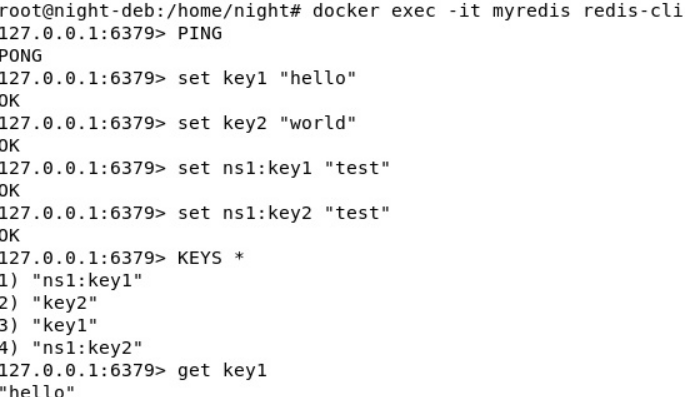 root@night-deb:/home/night# docker exec -it myredis redis-cli
127.0.0.1:6379> PING
PONG
127.0.0.1:6379> set key1 "hello"
OK
127.0.0.1:6379> set key2 "world"
OK
127.0.0.1:6379> set ns1:key1 "test"
OK
127.0.0.1:6379> set ns1:key2 "test"
OK
127.0.0.1:6379> KEYS *
1) "ns1:key1"
2) "key2"
3) "key1"
4) "ns1:key2"
127.0.0.1:6379> get key1
"hello"